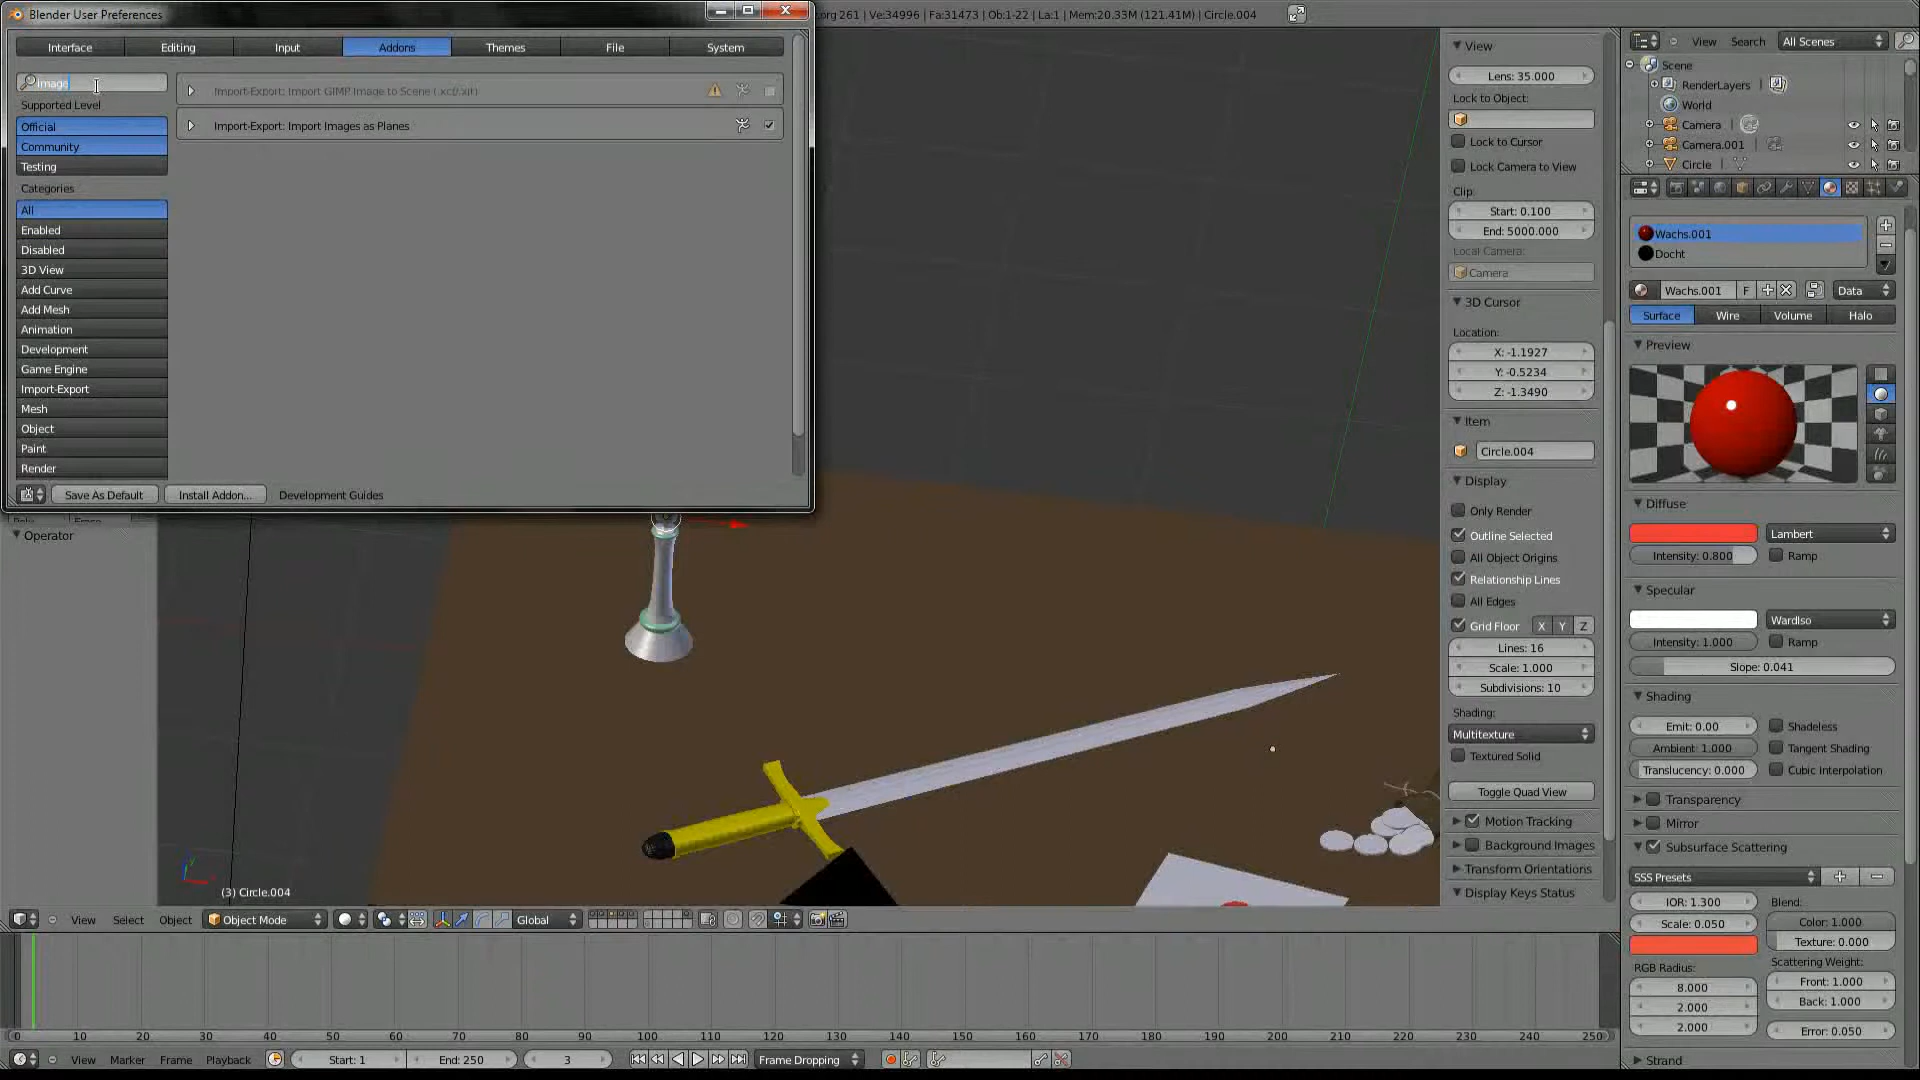 Blender User Preferences
.org 261 | Ve:34996 | Fa:31473 | Ob:1-22 | La:1 | Mem:20.33M (121.41M) | Circle.004
Interface Editing Input Addons Themes File System
Image
Supported Level
Official
Community
Testing
Categories
All
Enabled
Disabled
3D View
Add Curve
Add Mesh
Animation
Development
Game Engine
Import-Export
Mesh
Object
Paint
Render
Import-Export: Import GIMP Image to Scene (.xcf/.xjt)
Import-Export: Import Images as Planes
Save As Default Install Addon... Development Guides
Operator
(3) Circle.004
View
Lens: 35.000
Lock to Object:
Lock to Cursor
Lock Camera to View
Clip:
Start: 0.100
End: 5000.000
Local Camera:
Camera
3D Cursor
Location:
X: -1.1927
Y: -0.5234
Z: -1.3490
Item
Circle.004
Display
Only Render
Outline Selected
All Object Origins
Relationship Lines
All Edges
Grid Floor X Y Z
Lines: 16
Scale: 1.000
Subdivisions: 10
Shading:
Multitexture
Textured Solid
Toggle Quad View
Motion Tracking
Background Images
Transform Orientations
Display Keys Status
View Search All Scenes
Scene
RenderLayers
World
Camera
Camera.001
Circle
Wachs.001
Docht
Wachs.001 F Data
Surface Wire Volume Halo
Preview
Diffuse
Lambert
Intensity: 0.800 Ramp
Specular
WardIso
Intensity: 1.000 Ramp
Slope: 0.041
Shading
Emit: 0.00 Shadeless
Ambient: 1.000 Tangent Shading
Translucency: 0.000 Cubic Interpolation
Transparency
Mirror
Subsurface Scattering
SSS Presets
IOR: 1.300 Blend:
Scale: 0.050 Color: 1.000
Texture: 0.000
RGB Radius: Scattering Weight:
8.000 Front: 1.000
2.000 Back: 1.000
2.000 Error: 0.050
Strand
View Select Object Object Mode Global
0 10 20 30 40 50 60 70 80 90 100 110 120 130 140 150 160 170 180 190 200 210 220 230 240 250
View Marker Frame Playback Start: 1 End: 250 3 Frame Dropping